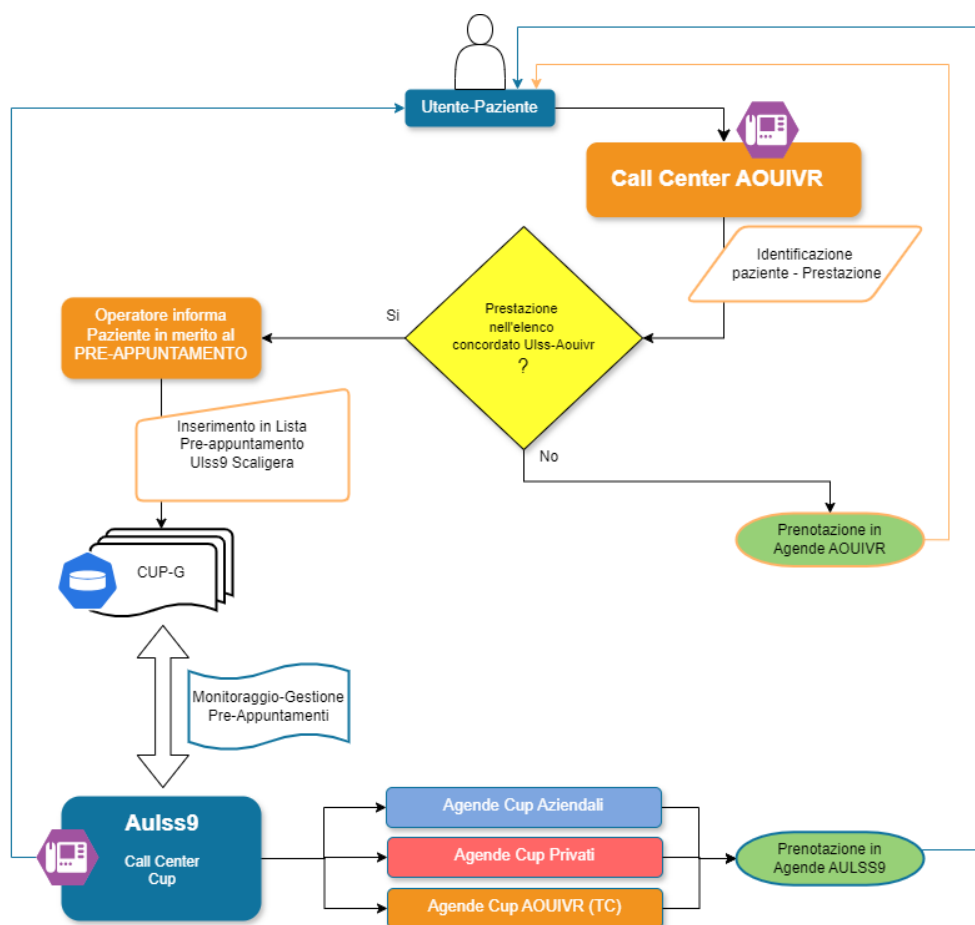 Utente-Paziente
Call Center AOUIVR
Identificazione
paziente - Prestazione
Prestazione
nell'elenco
concordato Ulss-Aouivr
?
Si
No
Operatore informa
Paziente in merito al
PRE-APPUNTAMENTO
Inserimento in Lista
Pre-appuntamento
Ulss9 Scaligera
Prenotazione in
Agende AOUIVR
CUP-G
Monitoraggio-Gestione
Pre-Appuntamenti
Aulss9
Call Center
Cup
Agende Cup Aziendali
Agende Cup Privati
Agende Cup AOUIVR (TC)
Prenotazione in
Agende AULSS9